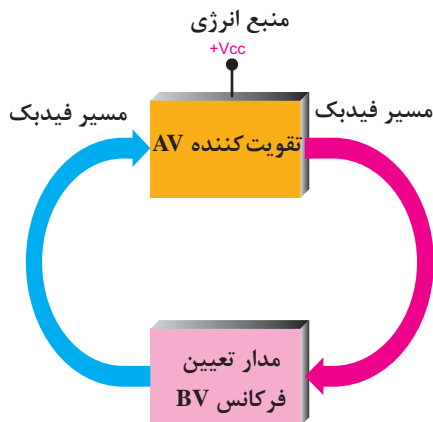 منبع انرژی
+Vcc
مسیر فیدبک
مسیر فیدبک
تقویت‌کننده AV
مدار تعیین
فرکانس BV